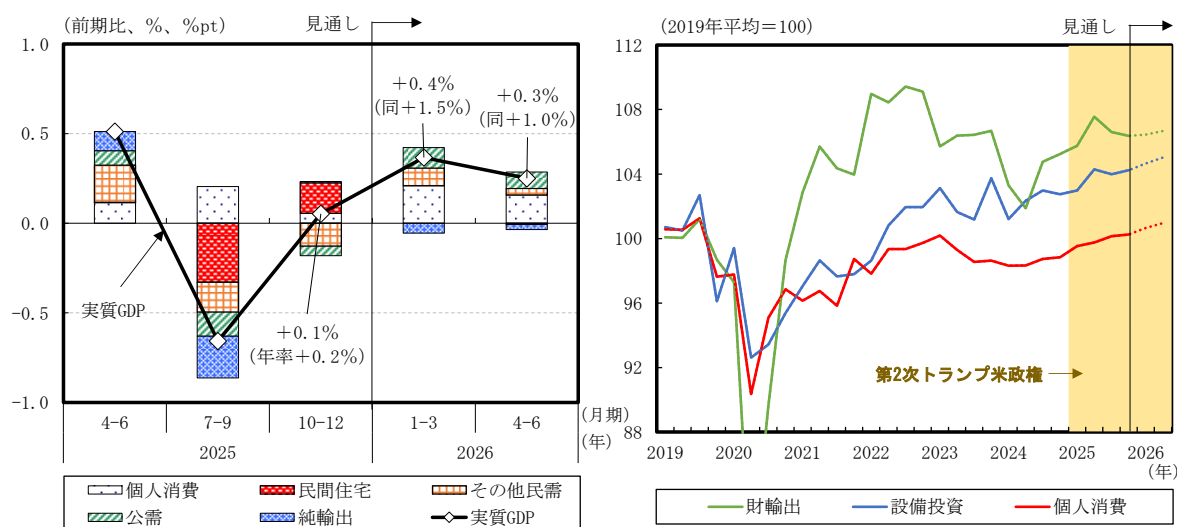 (前期比、%、%pt)
見通し
1.0
0.5
0.0
-0.5
-1.0
+0.4%
(同+1.5%)
+0.3%
(同+1.0%)
実質GDP
+0.1%
(年率+0.2%)
4-6
7-9
10-12
1-3
4-6
(月期)
2025
2026
(年)
個人消費
民間住宅
その他民需
公需
純輸出
実質GDP
(2019年平均=100)
見通し
112
108
104
100
96
92
88
第2次トランプ米政権
2019
2020
2021
2022
2023
2024
2025
2026
(年)
財輸出
設備投資
個人消費